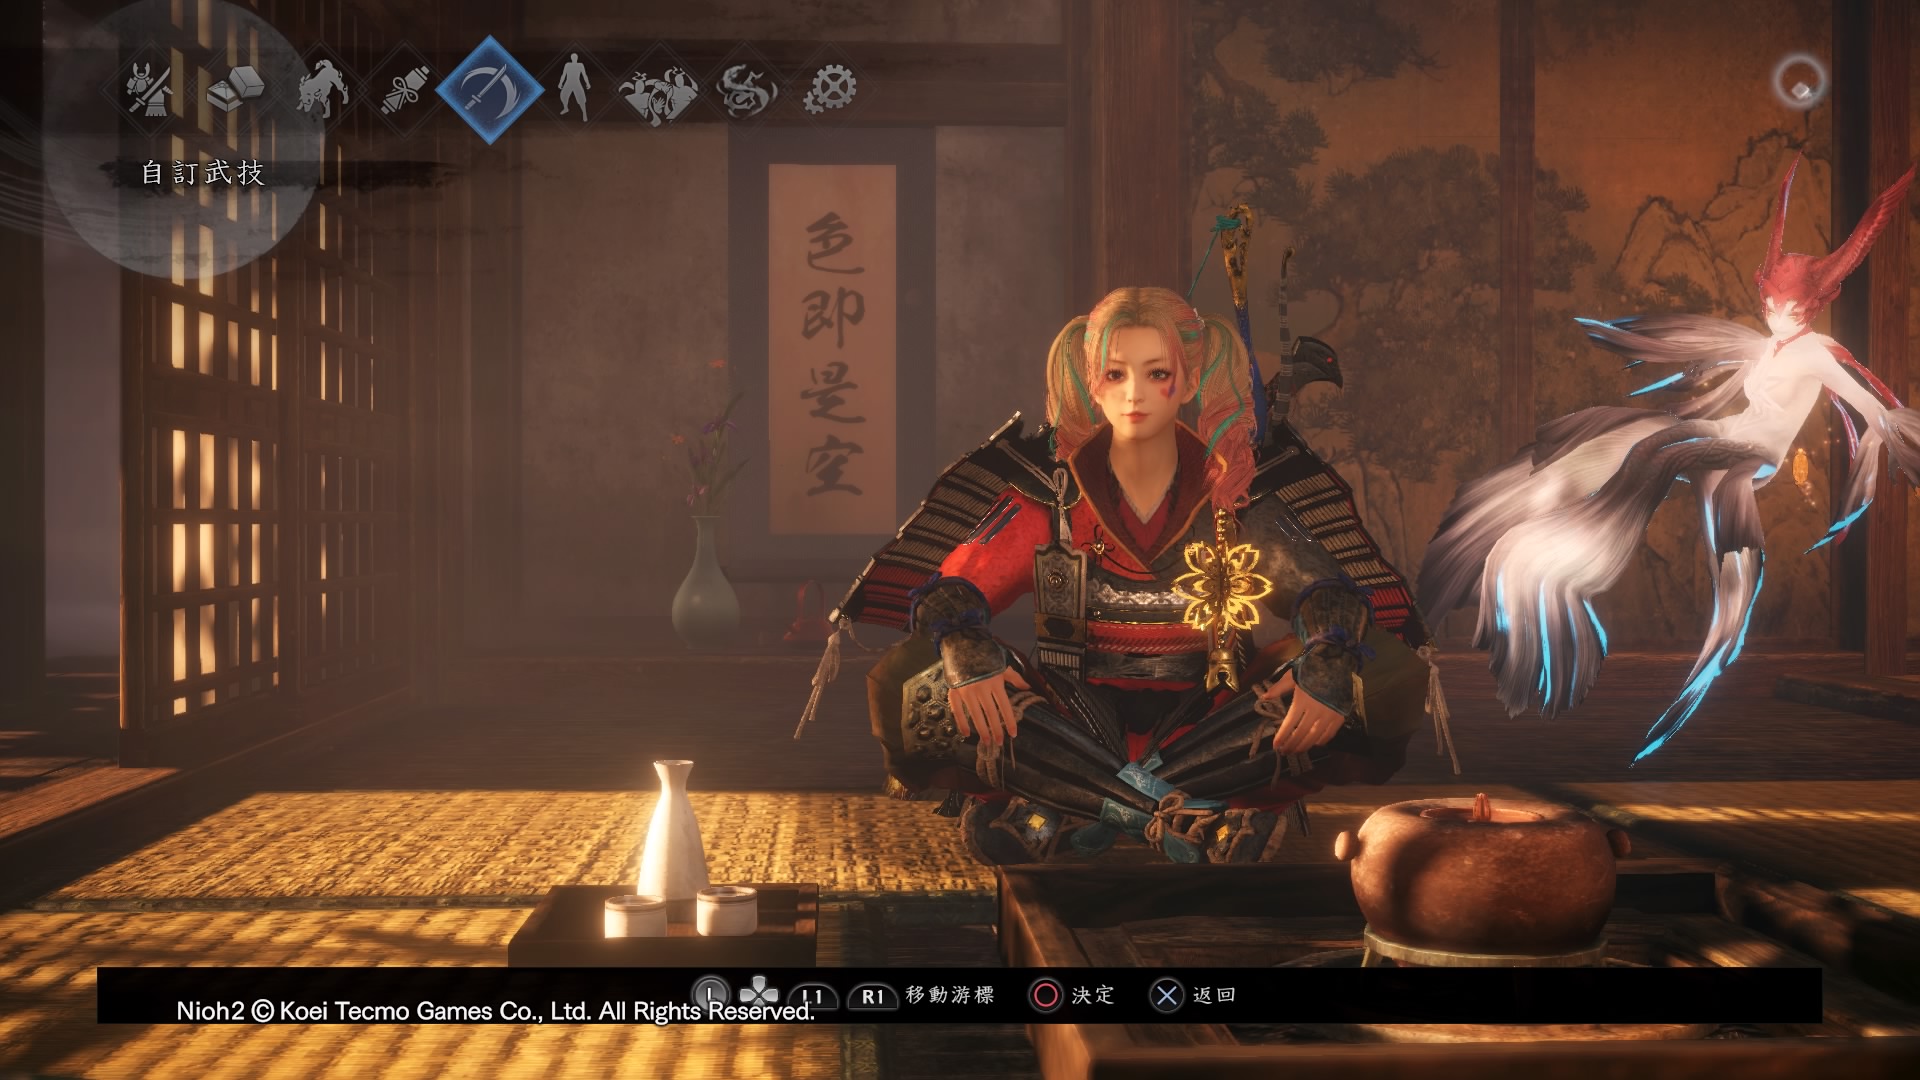 自訂武技
色即是空
L L1 R1 移動游標 決定 返回
Nioh2 © Koei Tecmo Games Co., Ltd. All Rights Reserved.